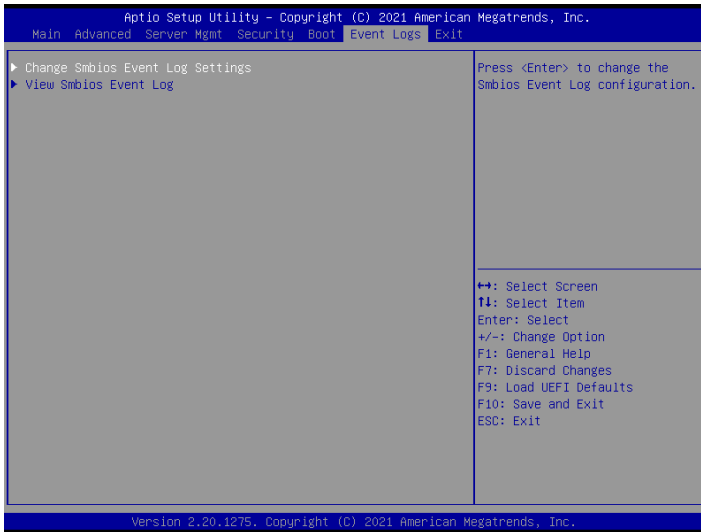 Aptio Setup Utility – Copyright (C) 2021 American Megatrends, Inc.
Main Advanced Server Mgmt Security Boot Event Logs Exit
▶ Change Smbios Event Log Settings
▶ View Smbios Event Log
Press <Enter> to change the
Smbios Event Log configuration.
↔: Select Screen
↑↓: Select Item
Enter: Select
+/-: Change Option
F1: General Help
F7: Discard Changes
F9: Load UEFI Defaults
F10: Save and Exit
ESC: Exit
Version 2.20.1275. Copyright (C) 2021 American Megatrends, Inc.